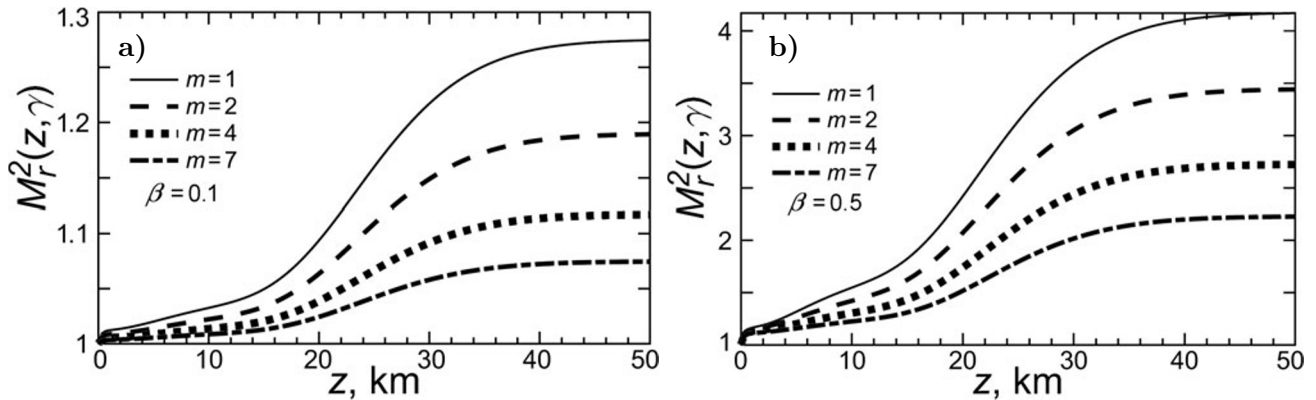 a)
1.3
1.2
1.1
1
M_r^2(z,γ)
m=1
m=2
m=4
m=7
β=0.1
0 10 20 30 40 50
z, km
b)
4
3
2
1
M_r^2(z,γ)
m=1
m=2
m=4
m=7
β=0.5
0 10 20 30 40 50
z, km